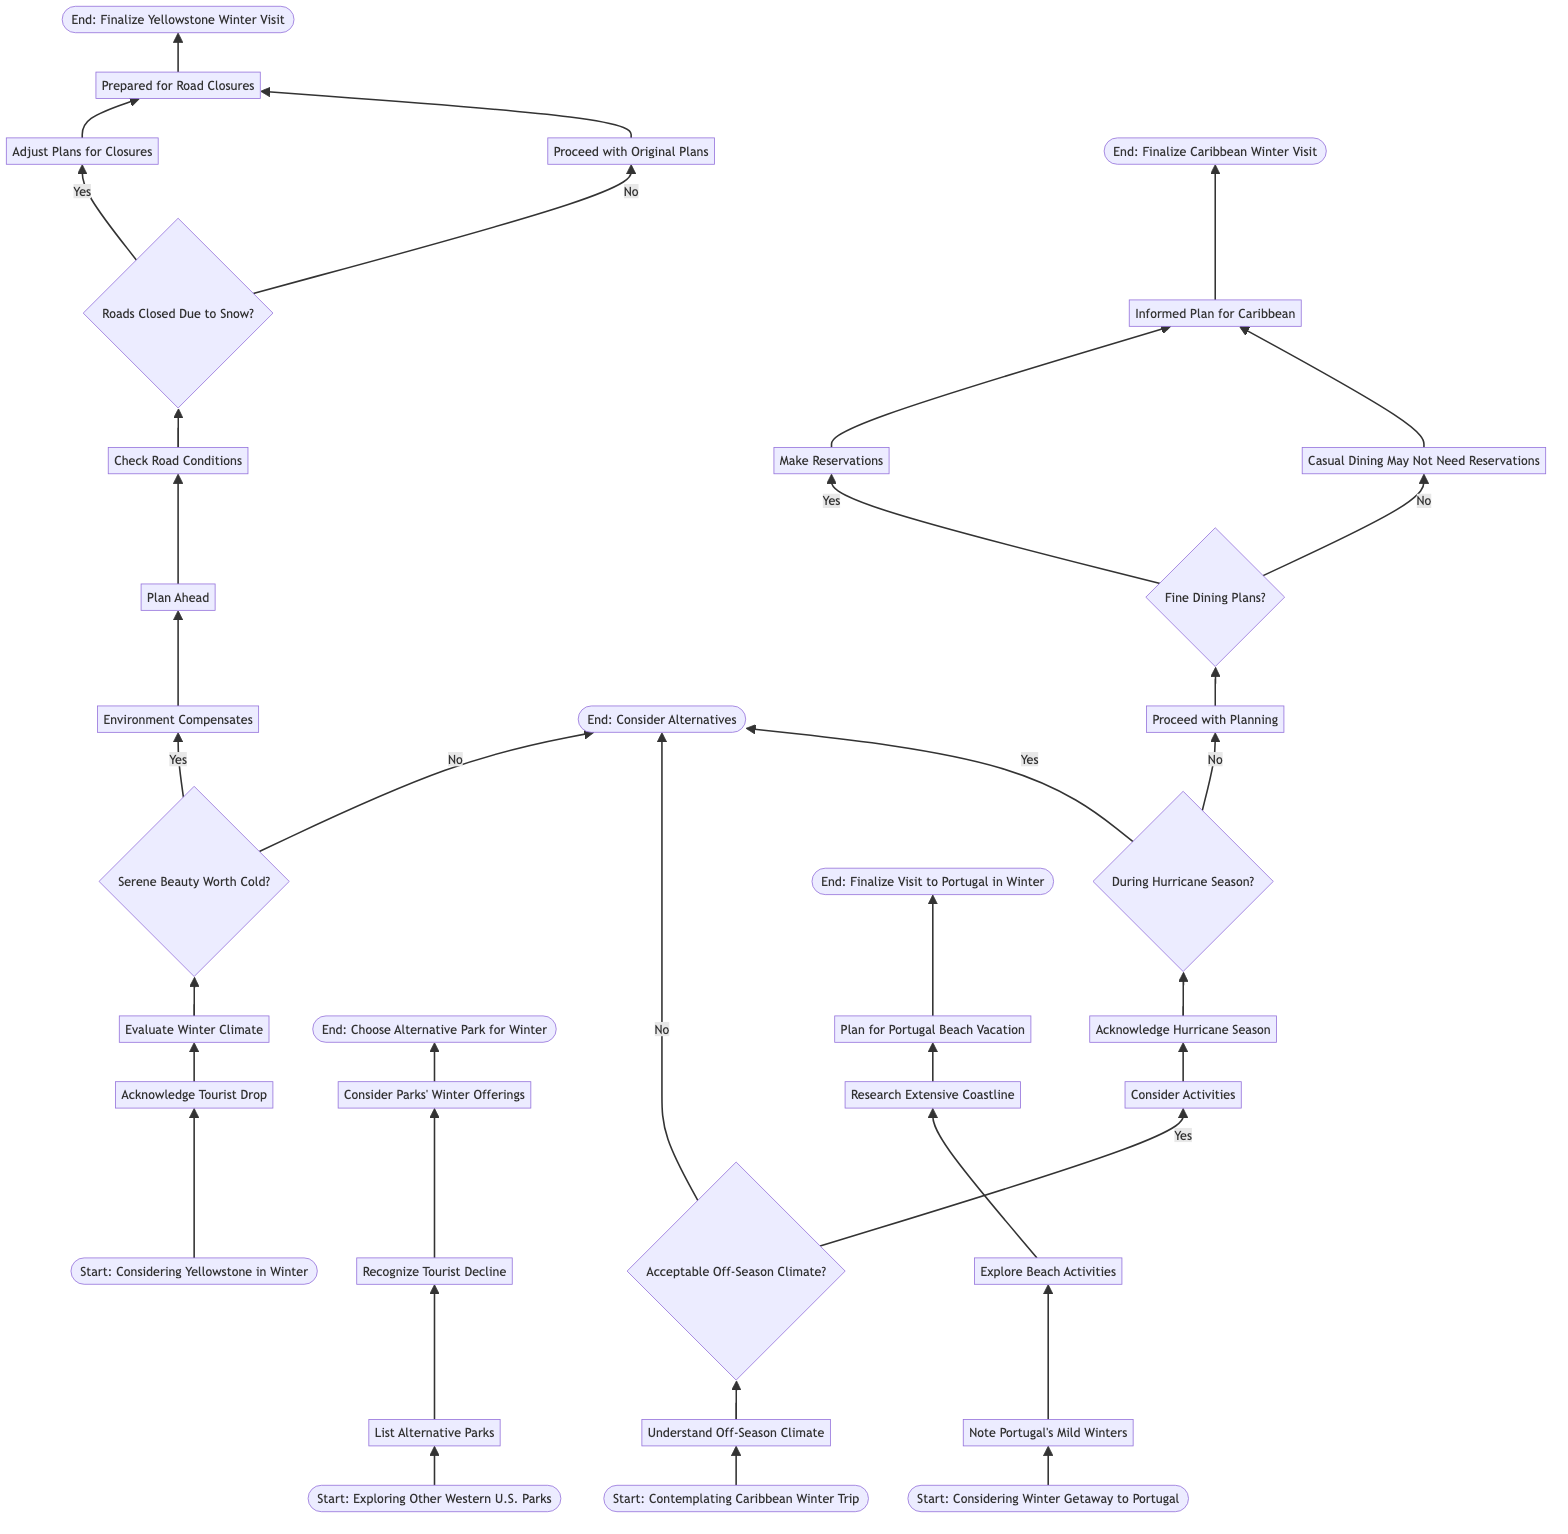 End: Finalize Yellowstone Winter Visit
Prepared for Road Closures
Adjust Plans for Closures
Proceed with Original Plans
End: Finalize Caribbean Winter Visit
Yes
No
Roads Closed Due to Snow?
Informed Plan for Caribbean
Check Road Conditions
Make Reservations
Casual Dining May Not Need Reservations
Yes
No
Plan Ahead
Fine Dining Plans?
Environment Compensates
End: Consider Alternatives
Proceed with Planning
Yes
No
Yes
No
Serene Beauty Worth Cold?
End: Finalize Visit to Portugal in Winter
During Hurricane Season?
Evaluate Winter Climate
End: Choose Alternative Park for Winter
No
Plan for Portugal Beach Vacation
Acknowledge Hurricane Season
Acknowledge Tourist Drop
Consider Parks' Winter Offerings
Research Extensive Coastline
Consider Activities
Yes
Start: Considering Yellowstone in Winter
Recognize Tourist Decline
Acceptable Off-Season Climate?
Explore Beach Activities
List Alternative Parks
Understand Off-Season Climate
Note Portugal's Mild Winters
Start: Exploring Other Western U.S. Parks
Start: Contemplating Caribbean Winter Trip
Start: Considering Winter Getaway to Portugal